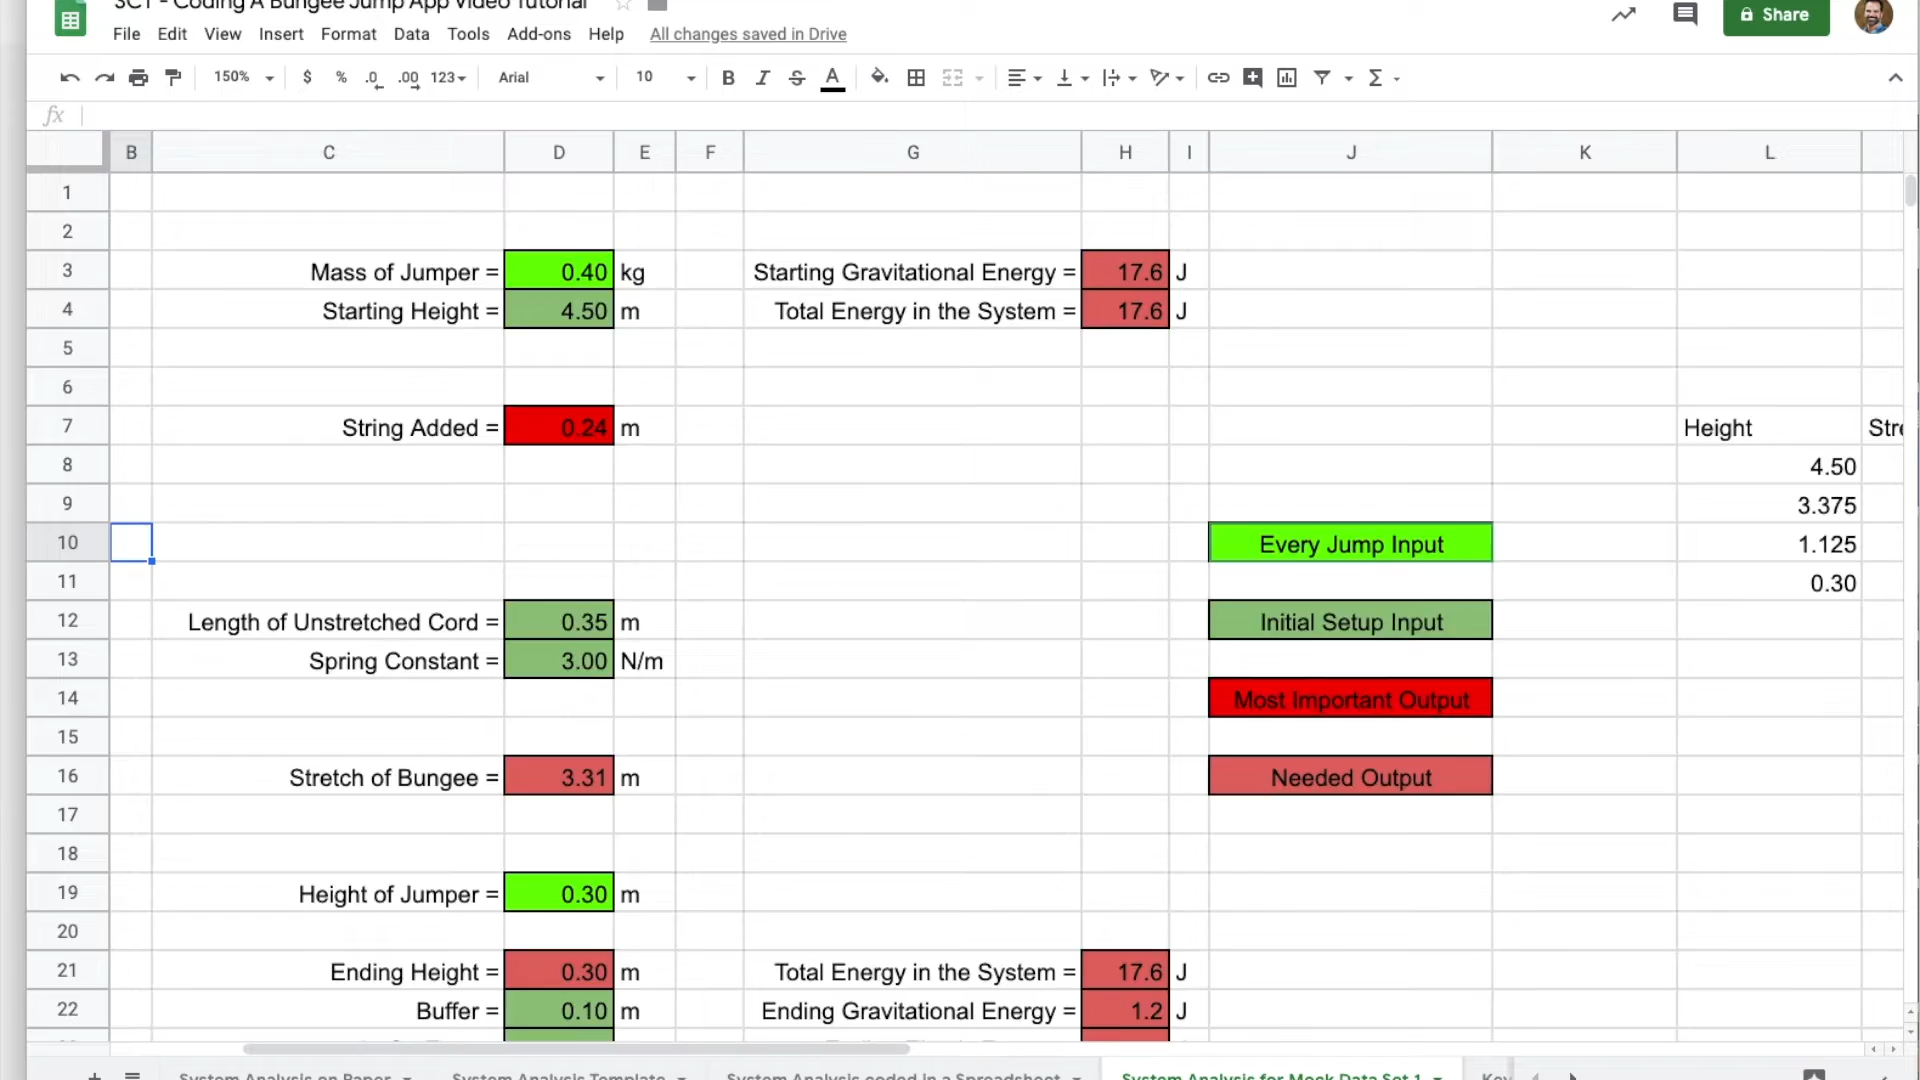 SCT - Coding A Bungee Jump App Video Tutorial
File Edit View Insert Format Data Tools Add-ons Help All changes saved in Drive
Share
150% $ % .0 .00 123 Arial 10 B I S A Σ
fx
B C D E F G H I J K L
1
2
3 Mass of Jumper = 0.40 kg Starting Gravitational Energy = 17.6 J
4 Starting Height = 4.50 m Total Energy in the System = 17.6 J
5
6
7 String Added = 0.24 m Height
8 4.50
9 3.375
10 Every Jump Input 1.125
11 0.30
12 Length of Unstretched Cord = 0.35 m Initial Setup Input
13 Spring Constant = 3.00 N/m
14 Most Important Output
15
16 Stretch of Bungee = 3.31 m Needed Output
17
18
19 Height of Jumper = 0.30 m
20
21 Ending Height = 0.30 m Total Energy in the System = 17.6 J
22 Buffer = 0.10 m Ending Gravitational Energy = 1.2 J
System Analysis on Paper System Analysis Template System Analysis coded in a Spreadsheet System Analysis for Mock Data Set 1 Key